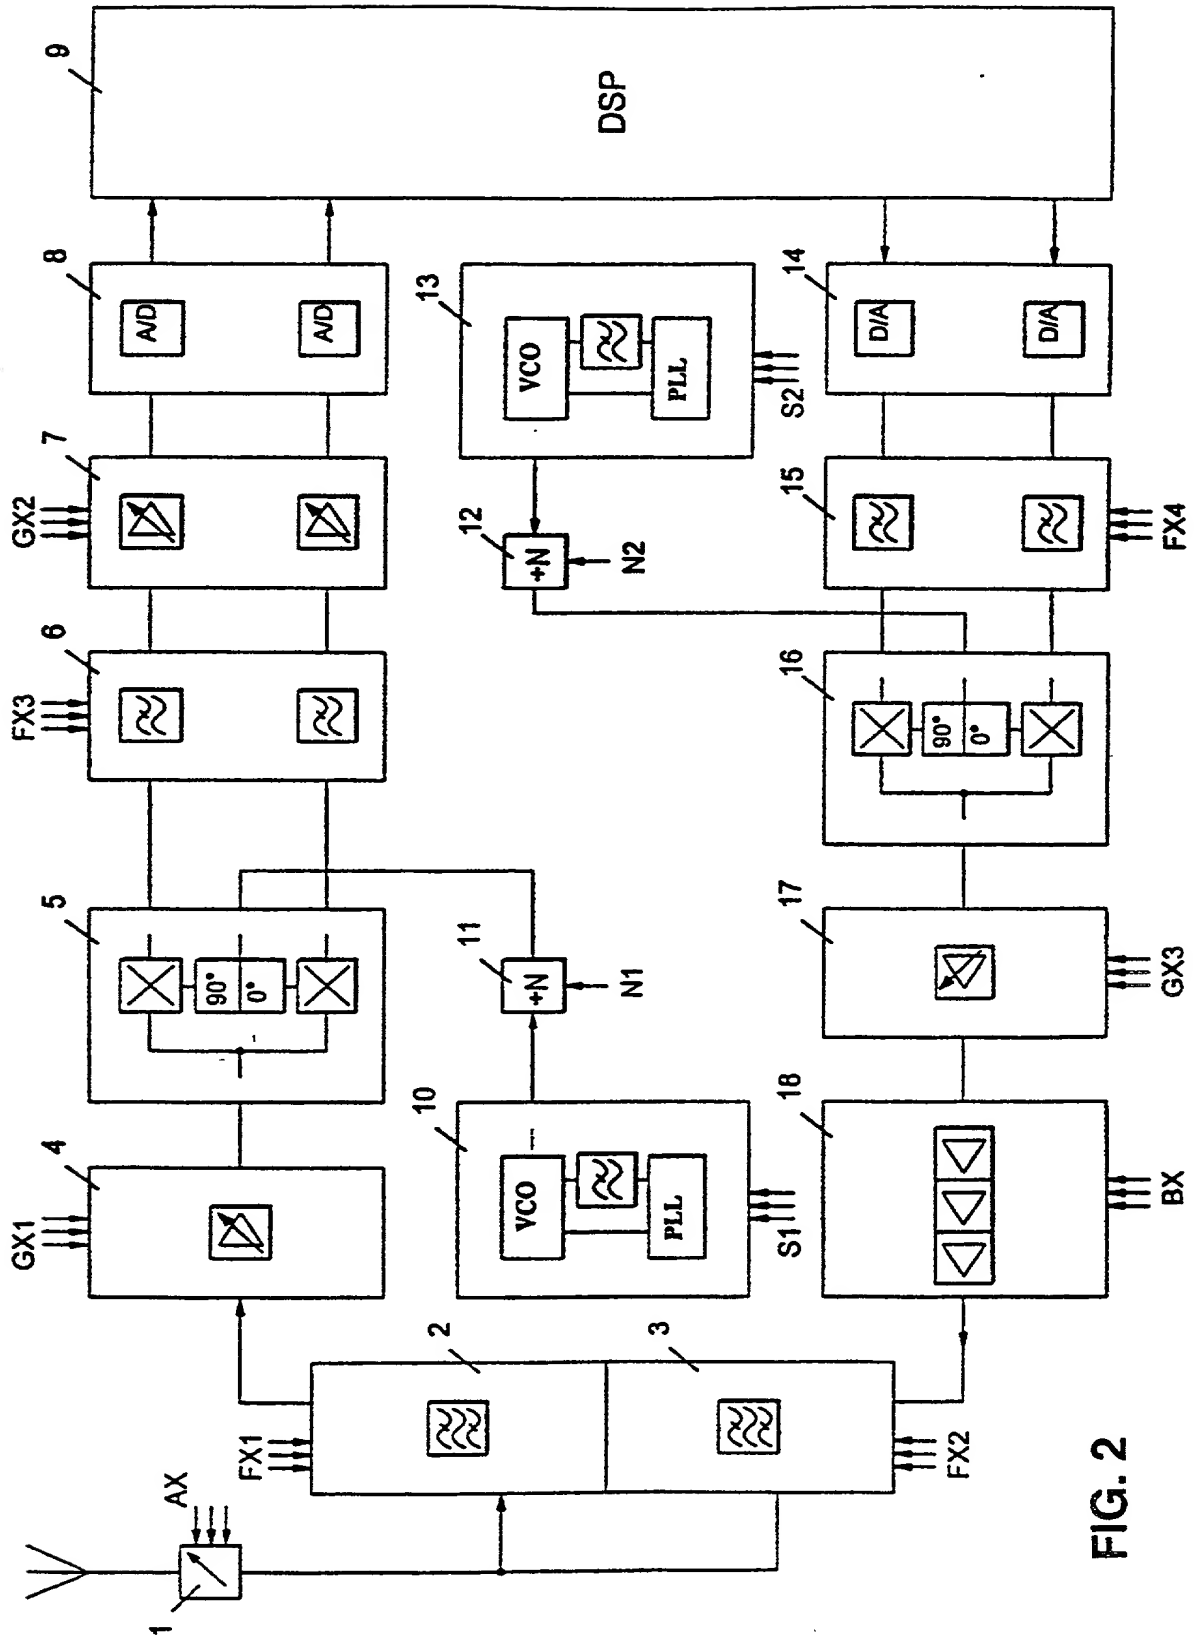 9
DSP
8
A/D
A/D
7
GX2
6
FX3
5
90°
0°
4
GX1
13
VCO
PLL
S2
12
+N
N2
11
+N
N1
10
VCO
PLL
S1
14
D/A
D/A
15
FX4
16
90°
0°
17
GX3
18
BX
2
3
FX1
FX2
AX
1
FIG. 2